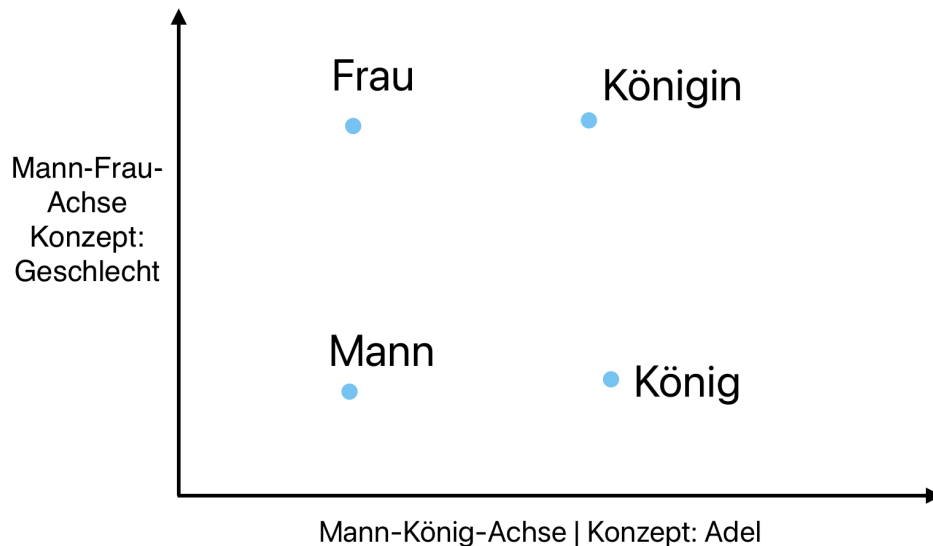 Frau
Königin
Mann-Frau-
Achse
Konzept:
Geschlecht
Mann
König
Mann-König-Achse | Konzept: Adel